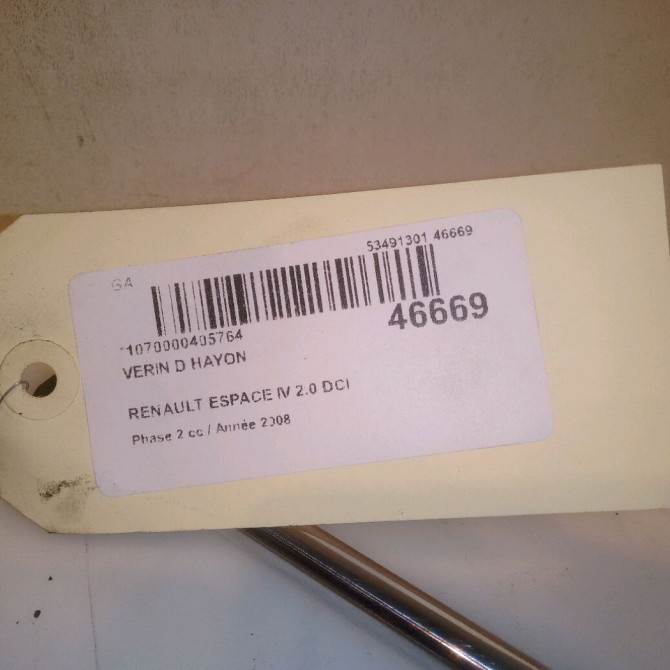 GA
53491301 46669
46669
*1070000405764
VERIN D HAYON
RENAULT ESPACE IV 2.0 DCI
Phase 2 cc / Année 2008